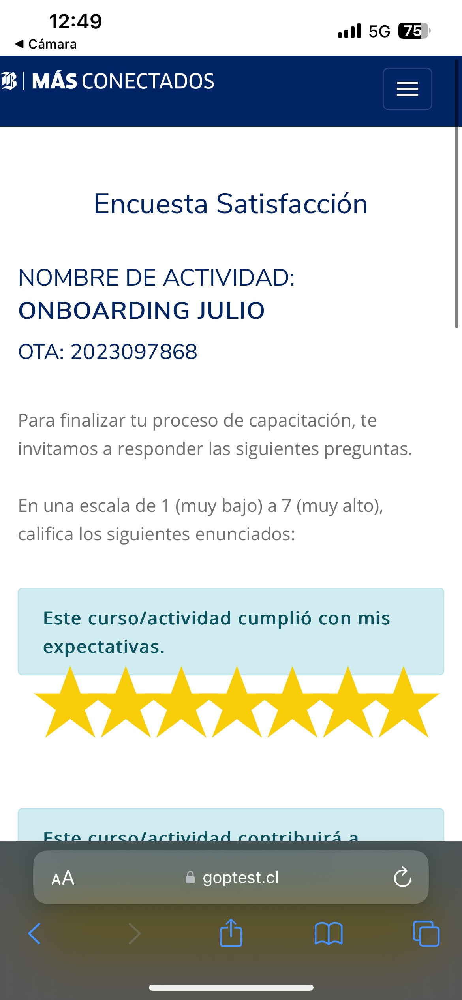 12:49
5G
75
◀ Cámara
B | MÁS CONECTADOS
Encuesta Satisfacción
NOMBRE DE ACTIVIDAD:
ONBOARDING JULIO
OTA: 2023097868
Para finalizar tu proceso de capacitación, te
invitamos a responder las siguientes preguntas.
En una escala de 1 (muy bajo) a 7 (muy alto),
califica los siguientes enunciados:
Este curso/actividad cumplió con mis
expectativas.
Este curso/actividad contribuirá a
AA
goptest.cl